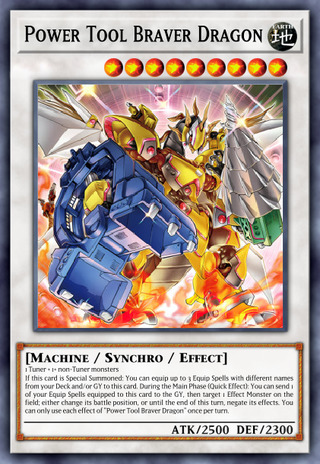 Power Tool Braver Dragon
EARTH
地
[Machine / Synchro / Effect]
1 Tuner + 1+ non-Tuner monsters
If this card is Special Summoned: You can equip up to 3 Equip Spells with different names
from your Deck and/or GY to this card. During the Main Phase (Quick Effect): You can send 1
of your Equip Spells equipped to this card to the GY, then target 1 Effect Monster on the
field; either change its battle position, or until the end of this turn, negate its effects. You
can only use each effect of "Power Tool Braver Dragon" once per turn.
ATK/2500 DEF/2300